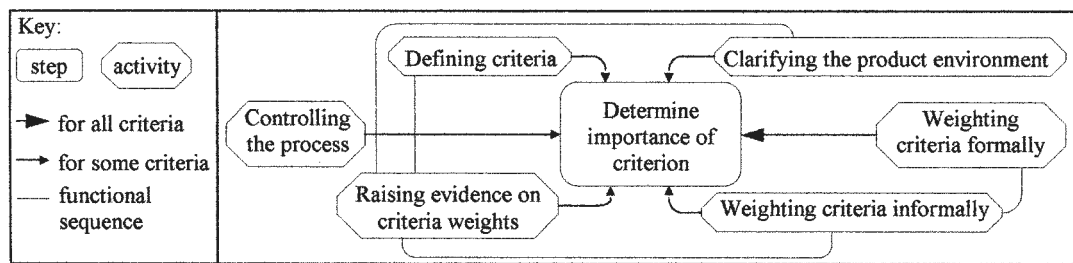 Key:
step
activity
for all criteria
for some criteria
functional
sequence
Defining criteria
Clarifying the product environment
Controlling
the process
Determine
importance of
criterion
Weighting
criteria formally
Raising evidence on
criteria weights
Weighting criteria informally